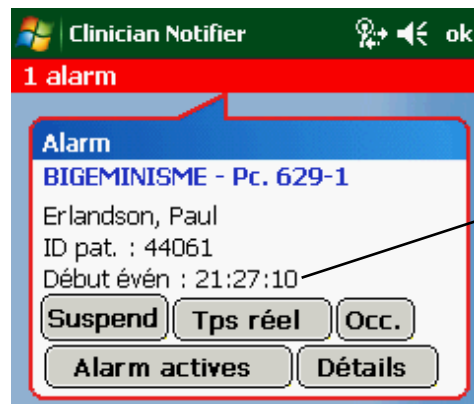 Clinician Notifier ok
1 alarm
Alarm
BIGEMINISME - Pc. 629-1
Erlandson, Paul
ID pat. : 44061
Début évén : 21:27:10
Suspend Tps réel Occ.
Alarm actives Détails